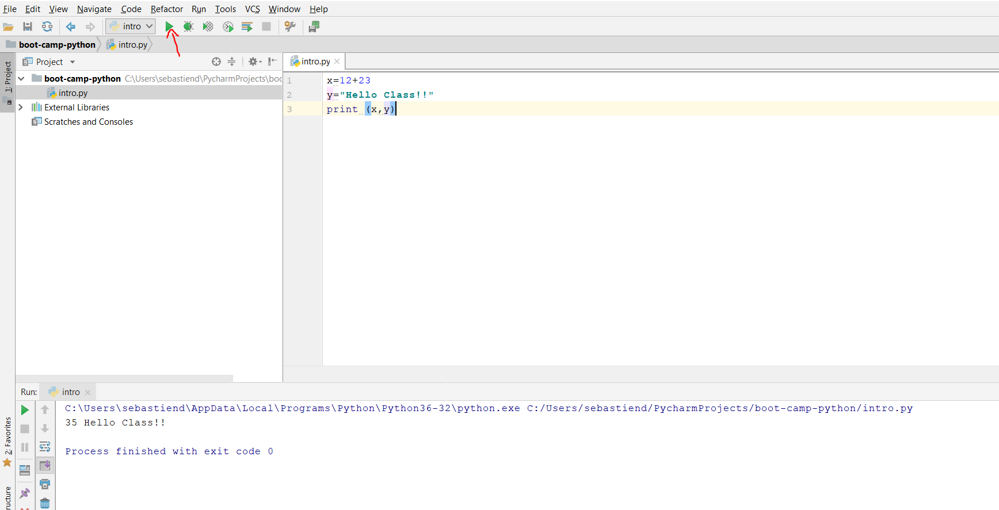 File Edit View Navigate Code Refactor Run Tools VCS Window Help
intro
boot-camp-python intro.py
1: Project
Project
intro.py
boot-camp-python C:\Users\sebastiend\PycharmProjects\boo
intro.py
External Libraries
Scratches and Consoles
1 x=12+23
2 y="Hello Class!!"
3 print (x,y)
Run: intro
C:\Users\sebastiend\AppData\Local\Programs\Python\Python36-32\python.exe C:/Users/sebastiend/PycharmProjects/boot-camp-python/intro.py
35 Hello Class!!
Process finished with exit code 0
2: Favorites
ructure